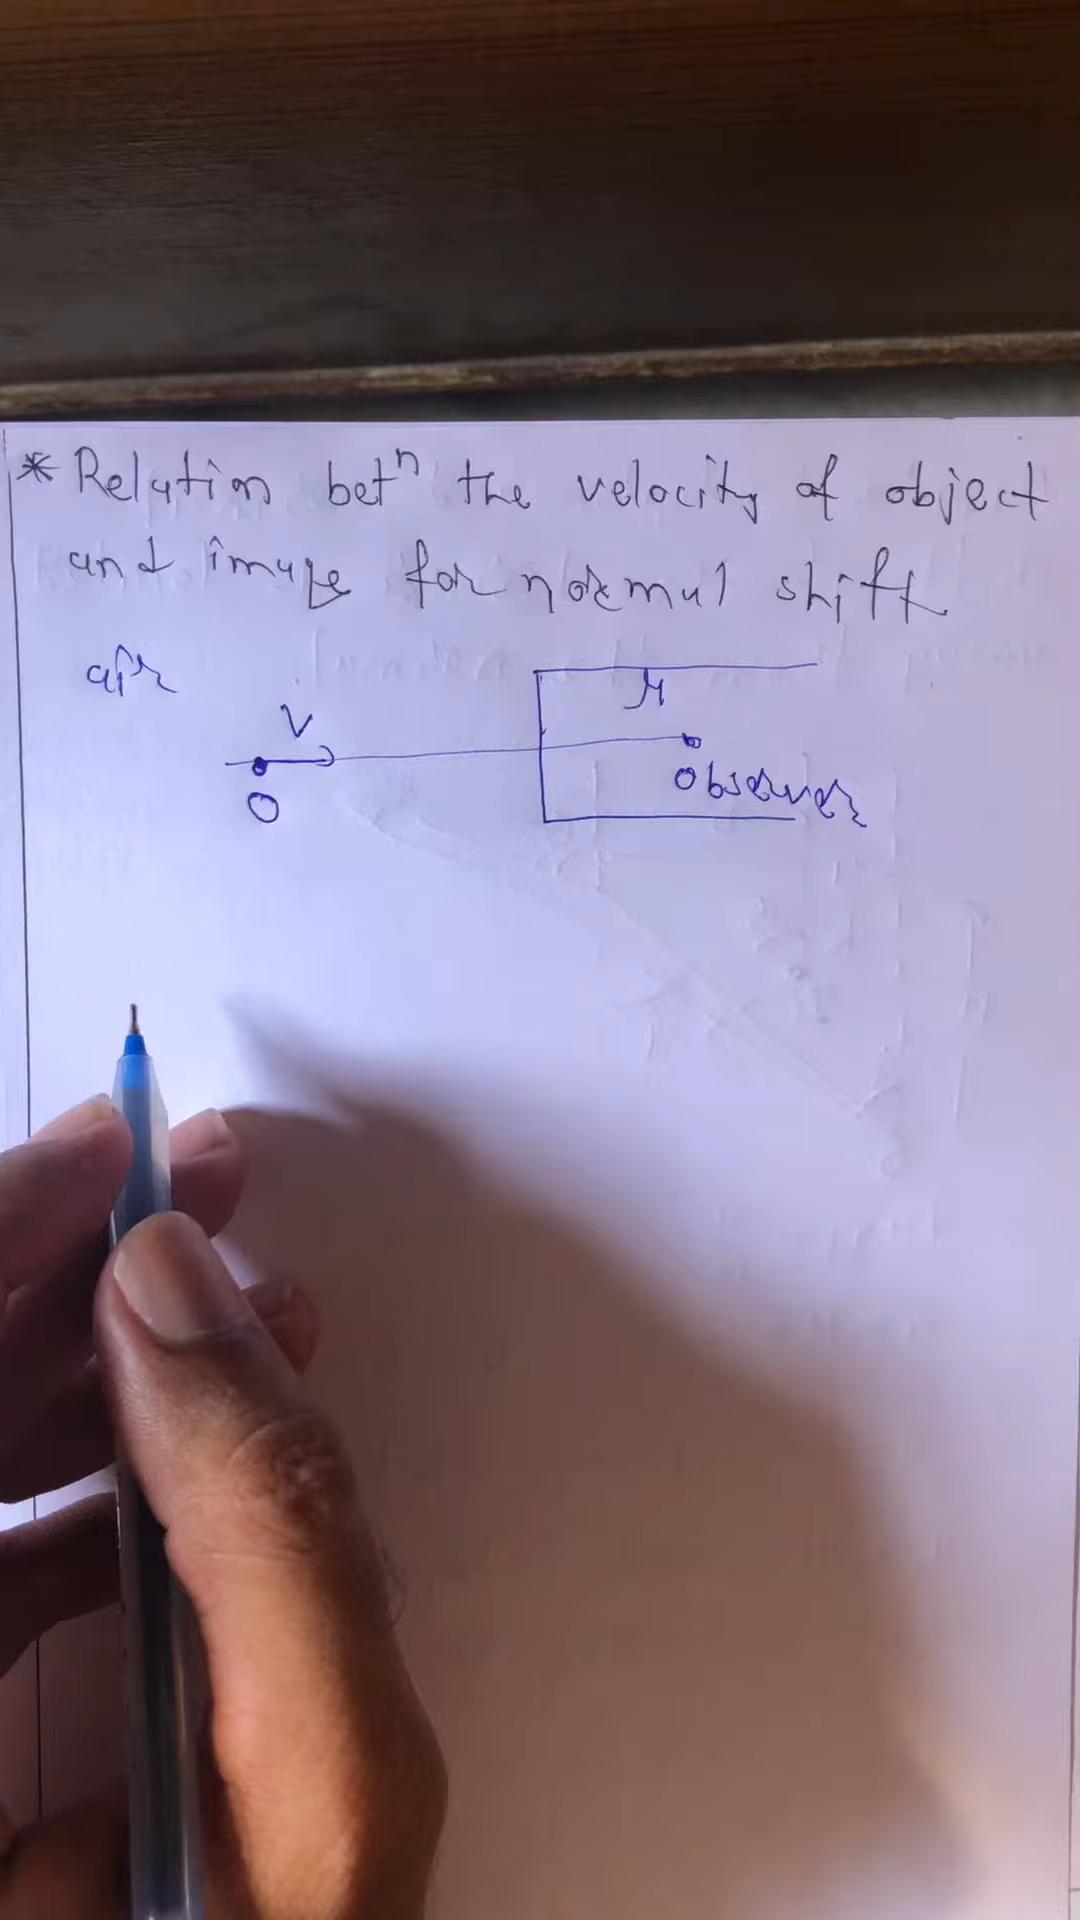 * Relation betⁿ the velocity of object
and image for normal shift
air
μ
V
Observer
O